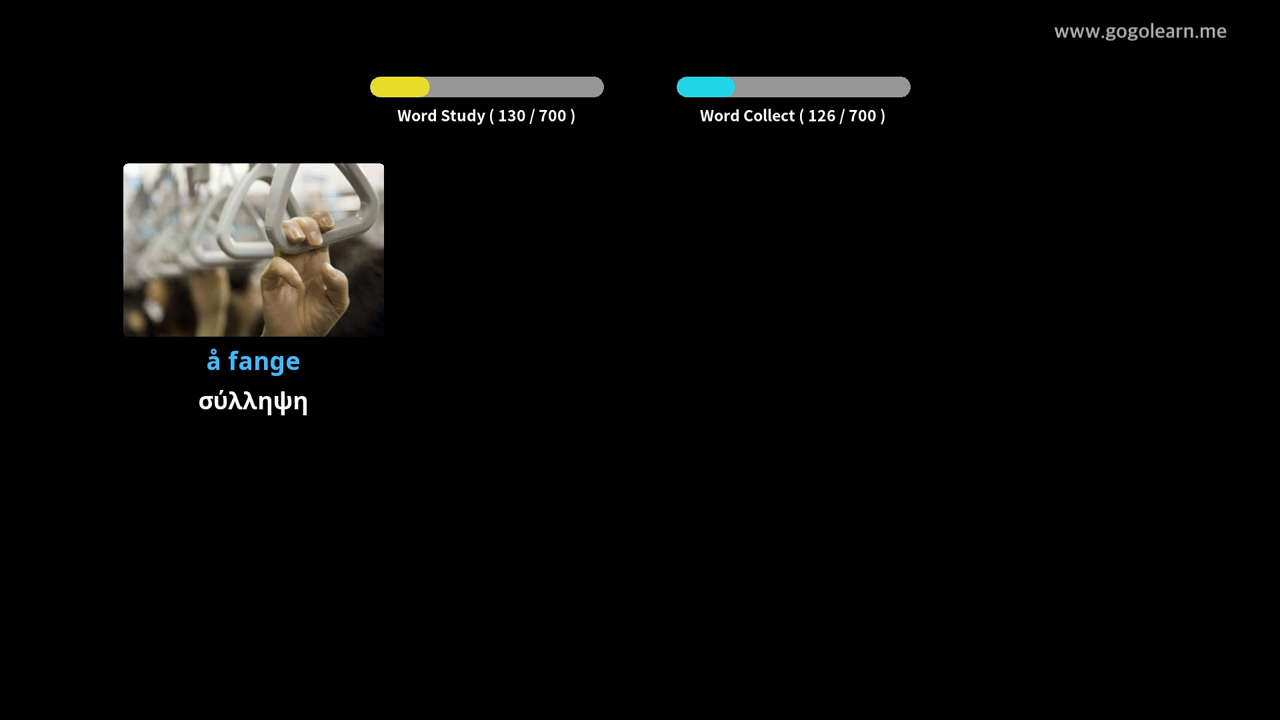 www.gogolearn.me
Word Study ( 130 / 700 )
Word Collect ( 126 / 700 )
å fange
σύλληψη